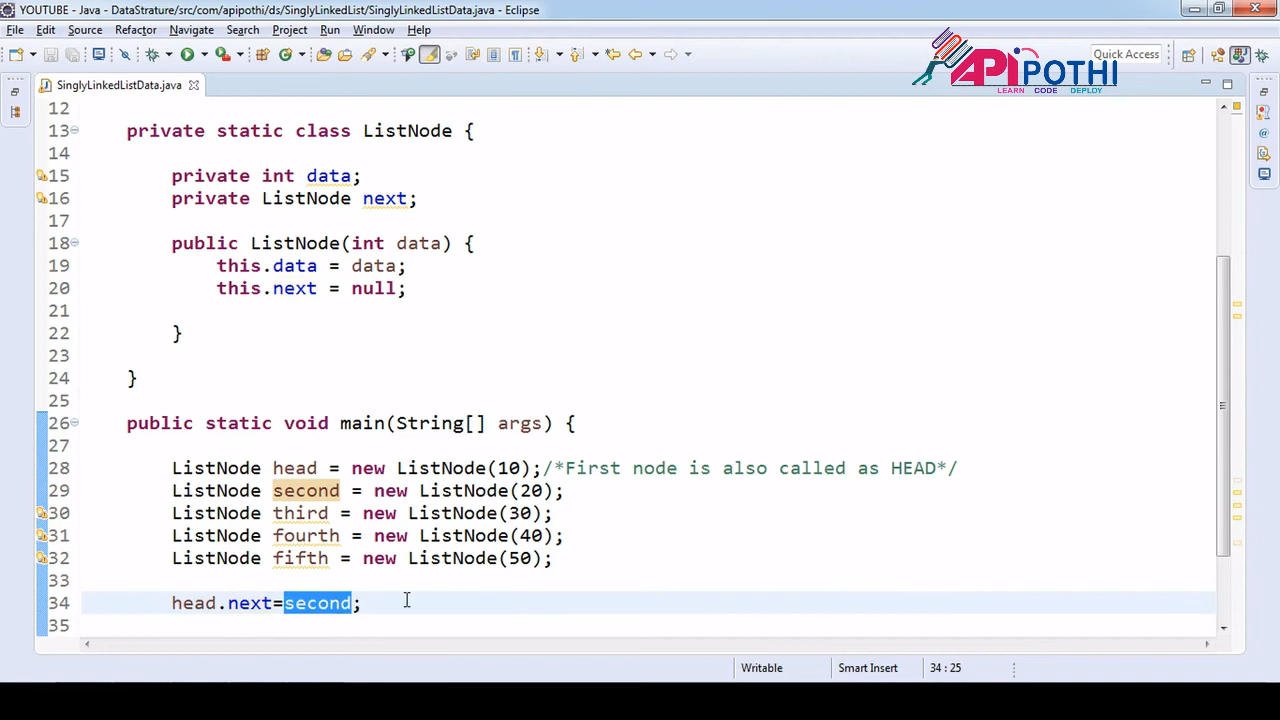 YOUTUBE - Java - DataStrature/src/com/apipothi/ds/SinglyLinkedList/SinglyLinkedListData.java - Eclipse
File Edit Source Refactor Navigate Search Project Run Window Help
Quick Access
APIPOTHI
LEARN CODE DEPLOY
SinglyLinkedListData.java
12
13 private static class ListNode {
14
15 private int data;
16 private ListNode next;
17
18 public ListNode(int data) {
19 this.data = data;
20 this.next = null;
21
22 }
23
24 }
25
26 public static void main(String[] args) {
27
28 ListNode head = new ListNode(10);/*First node is also called as HEAD*/
29 ListNode second = new ListNode(20);
30 ListNode third = new ListNode(30);
31 ListNode fourth = new ListNode(40);
32 ListNode fifth = new ListNode(50);
33
34 head.next=second;
35
Writable Smart Insert 34 : 25